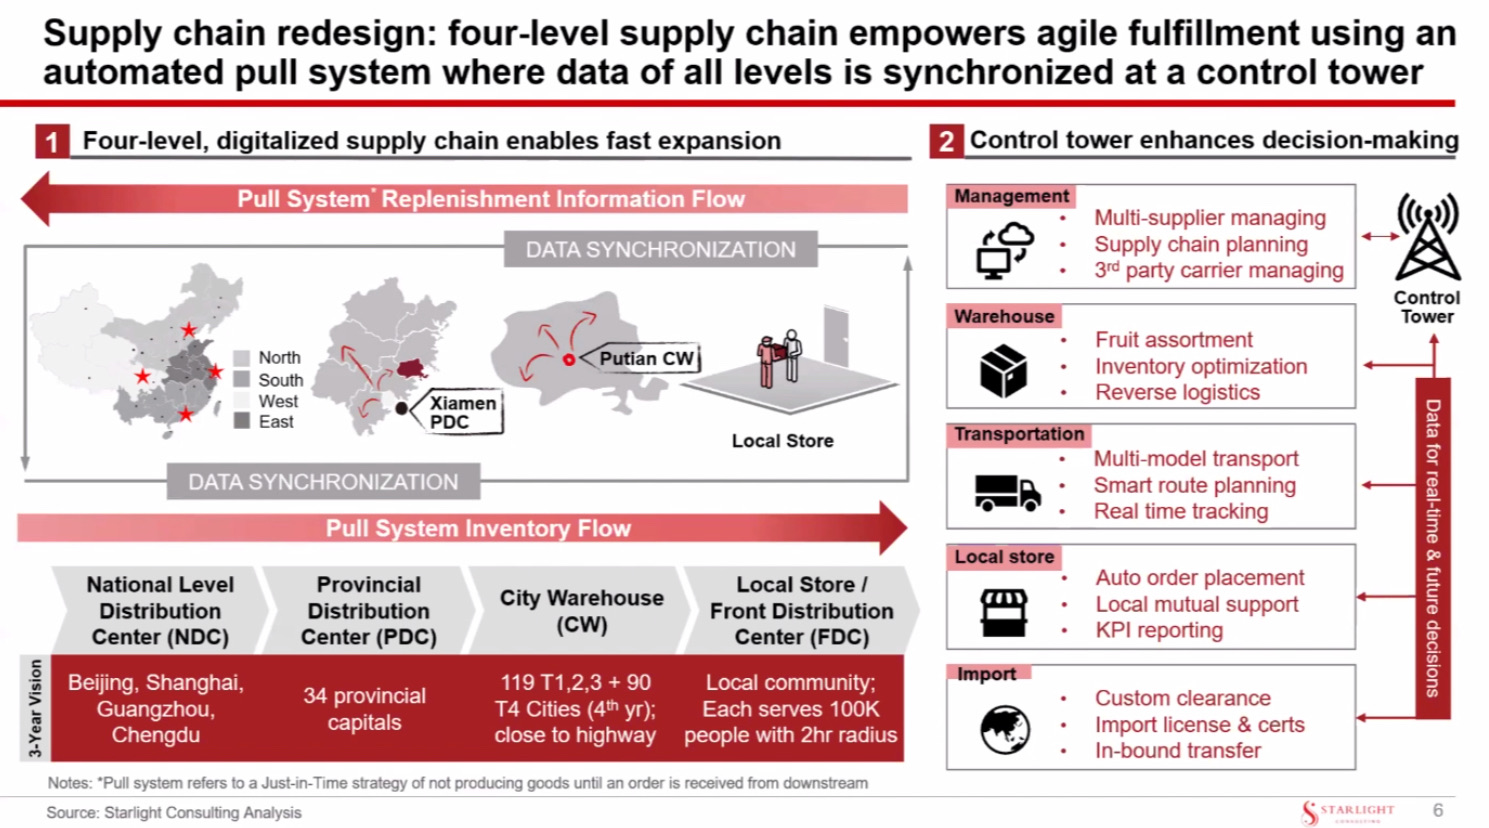 Supply chain redesign: four-level supply chain empowers agile fulfillment using an
automated pull system where data of all levels is synchronized at a control tower
1 Four-level, digitalized supply chain enables fast expansion
Pull System* Replenishment Information Flow
DATA SYNCHRONIZATION
North
South
West
East
Xiamen
PDC
Putian CW
Local Store
DATA SYNCHRONIZATION
Pull System Inventory Flow
National Level
Distribution
Center (NDC)
Provincial
Distribution
Center (PDC)
City Warehouse
(CW)
Local Store /
Front Distribution
Center (FDC)
3-Year Vision
Beijing, Shanghai,
Guangzhou,
Chengdu
34 provincial
capitals
119 T1,2,3 + 90
T4 Cities (4th yr);
close to highway
Local community;
Each serves 100K
people with 2hr radius
2 Control tower enhances decision-making
Management
• Multi-supplier managing
• Supply chain planning
• 3rd party carrier managing
Warehouse
• Fruit assortment
• Inventory optimization
• Reverse logistics
Transportation
• Multi-model transport
• Smart route planning
• Real time tracking
Local store
• Auto order placement
• Local mutual support
• KPI reporting
Import
• Custom clearance
• Import license & certs
• In-bound transfer
Control
Tower
Data for real-time & future decisions
Notes: *Pull system refers to a Just-in-Time strategy of not producing goods until an order is received from downstream
Source: Starlight Consulting Analysis
STARLIGHT
CONSULTING
6